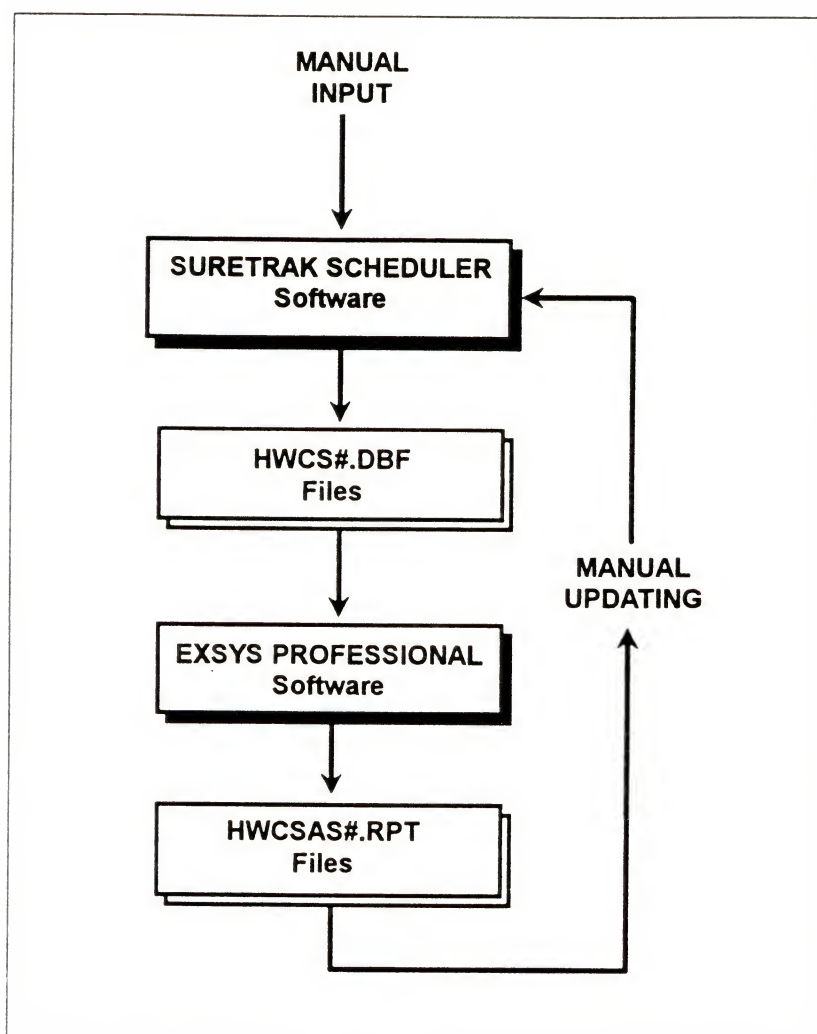 MANUAL
INPUT
SURETRAK SCHEDULER
Software
HWCS#.DBF
Files
MANUAL
UPDATING
EXSYS PROFESSIONAL
Software
HWCSAS#.RPT
Files